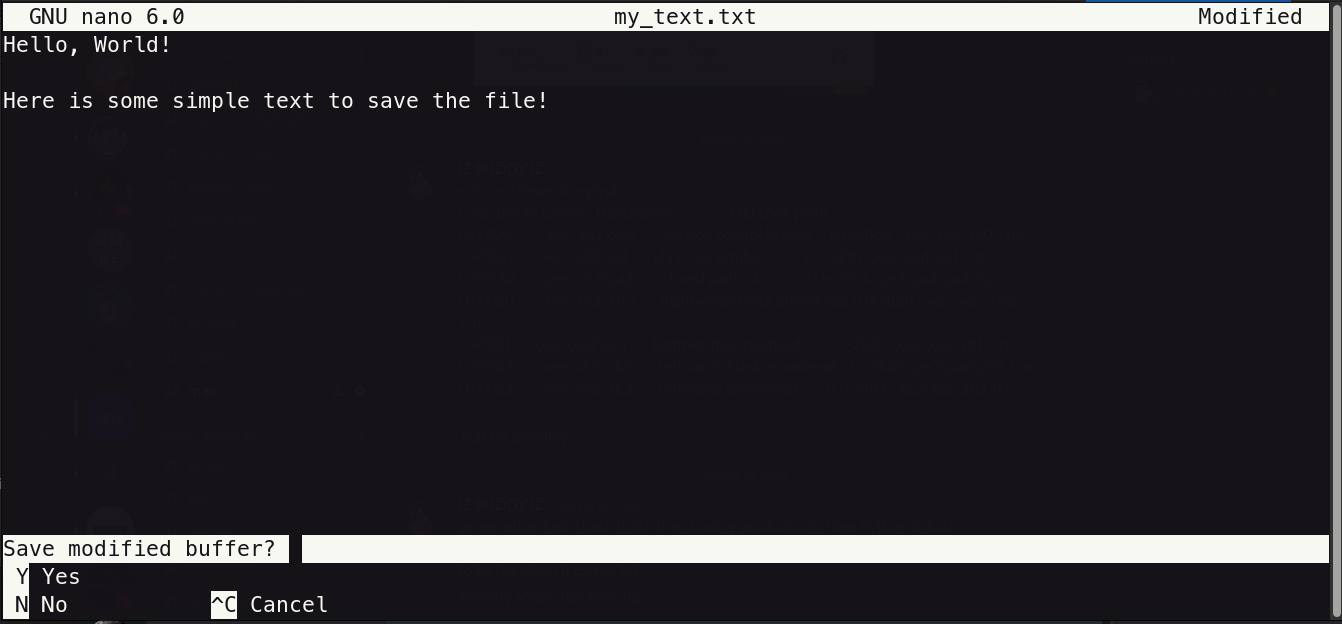 GNU nano 6.0 my_text.txt Modified
Hello, World!
Here is some simple text to save the file!
Save modified buffer?
Y Yes
N No ^C Cancel